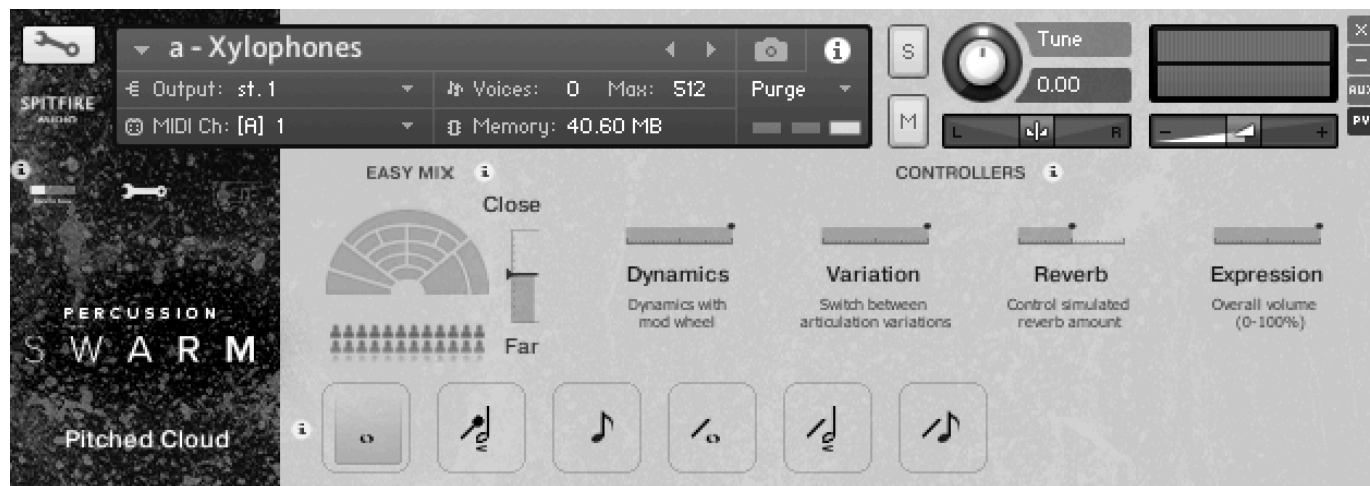 SPITFIRE
AUDIO
a - Xylophones
Output: st. 1
Voices: 0 Max: 512
Purge
MIDI Ch: [A] 1
Memory: 40.60 MB
S
M
Tune
0.00
L R
- +
×
-
AUX
PV
EASY MIX
CONTROLLERS
Close
Far
Dynamics
Dynamics with
mod wheel
Variation
Switch between
articulation variations
Reverb
Control simulated
reverb amount
Expression
Overall volume
(0-100%)
PERCUSSION
SWARM
Pitched Cloud